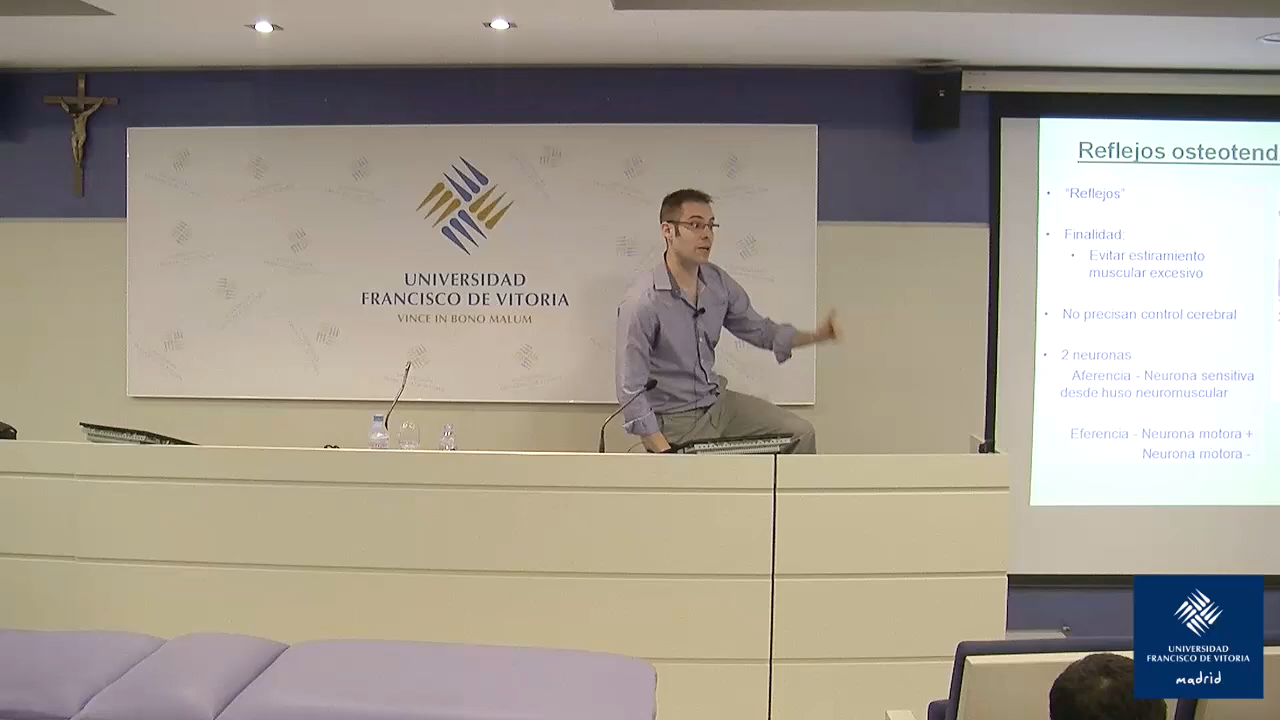 UNIVERSIDAD
FRANCISCO DE VITORIA
VINCE IN BONO MALUM
Reflejos osteotend
• "Reflejos"
• Finalidad:
• Evitar estiramiento
muscular excesivo
• No precisan control cerebral
• 2 neuronas
Aferencia - Neurona sensitiva
desde huso neuromuscular
Eferencia - Neurona motora +
Neurona motora -
UNIVERSIDAD
FRANCISCO DE VITORIA
madrid